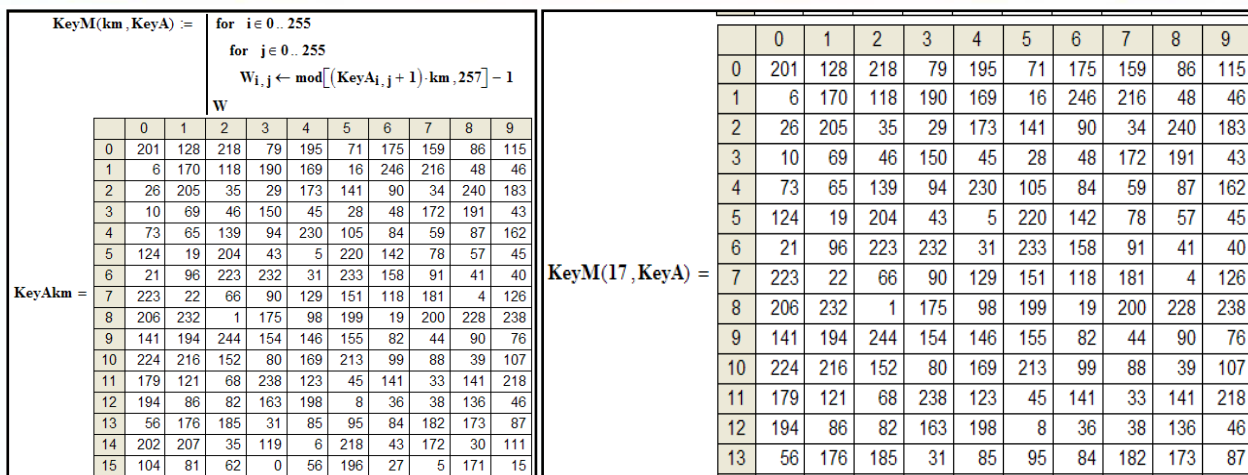 KeyM(km, KeyA) := for i ∈ 0 .. 255
for j ∈ 0 .. 255
W i, j ← mod[(KeyA i, j + 1)·km, 257] − 1
W
KeyAkm =
0 1 2 3 4 5 6 7 8 9
0 201 128 218 79 195 71 175 159 86 115
1 6 170 118 190 169 16 246 216 48 46
2 26 205 35 29 173 141 90 34 240 183
3 10 69 46 150 45 28 48 172 191 43
4 73 65 139 94 230 105 84 59 87 162
5 124 19 204 43 5 220 142 78 57 45
6 21 96 223 232 31 233 158 91 41 40
7 223 22 66 90 129 151 118 181 4 126
8 206 232 1 175 98 199 19 200 228 238
9 141 194 244 154 146 155 82 44 90 76
10 224 216 152 80 169 213 99 88 39 107
11 179 121 68 238 123 45 141 33 141 218
12 194 86 82 163 198 8 36 38 136 46
13 56 176 185 31 85 95 84 182 173 87
14 202 207 35 119 6 218 43 172 30 111
15 104 81 62 0 56 196 27 5 171 15
KeyM(17, KeyA) =
0 1 2 3 4 5 6 7 8 9
0 201 128 218 79 195 71 175 159 86 115
1 6 170 118 190 169 16 246 216 48 46
2 26 205 35 29 173 141 90 34 240 183
3 10 69 46 150 45 28 48 172 191 43
4 73 65 139 94 230 105 84 59 87 162
5 124 19 204 43 5 220 142 78 57 45
6 21 96 223 232 31 233 158 91 41 40
7 223 22 66 90 129 151 118 181 4 126
8 206 232 1 175 98 199 19 200 228 238
9 141 194 244 154 146 155 82 44 90 76
10 224 216 152 80 169 213 99 88 39 107
11 179 121 68 238 123 45 141 33 141 218
12 194 86 82 163 198 8 36 38 136 46
13 56 176 185 31 85 95 84 182 173 87